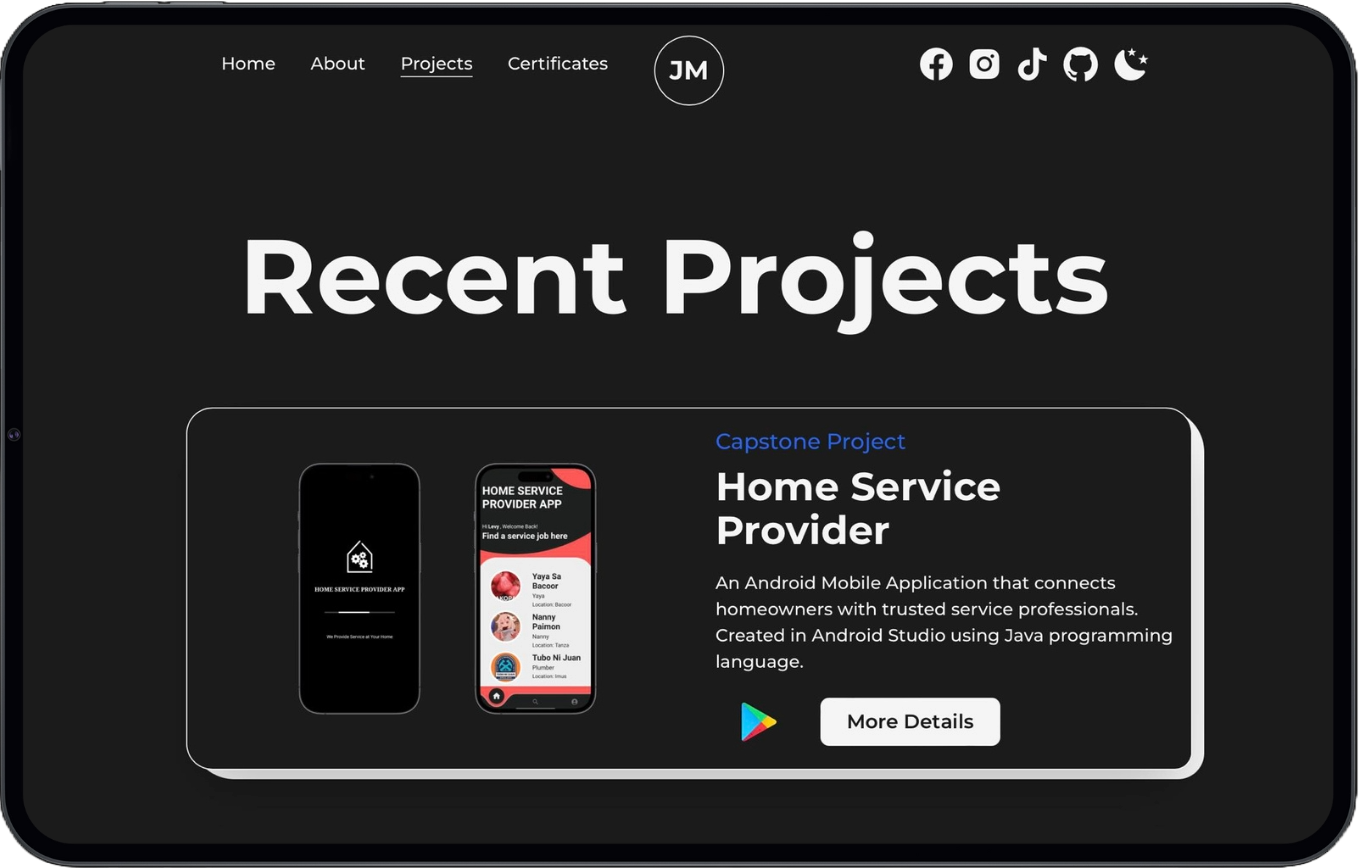 Home About Projects Certificates
JM
Recent Projects
HOME SERVICE PROVIDER APP
We Provide Service at Your Home
HOME SERVICE
PROVIDER APP
Hi Levy, Welcome Back!
Find a service job here
Yaya Sa
Bacoor
Yaya
Location: Bacoor
Nanny
Paimon
Nanny
Location: Tanza
Tubo Ni Juan
Plumber
Location: Imus
Capstone Project
Home Service
Provider
An Android Mobile Application that connects
homeowners with trusted service professionals.
Created in Android Studio using Java programming
language.
More Details